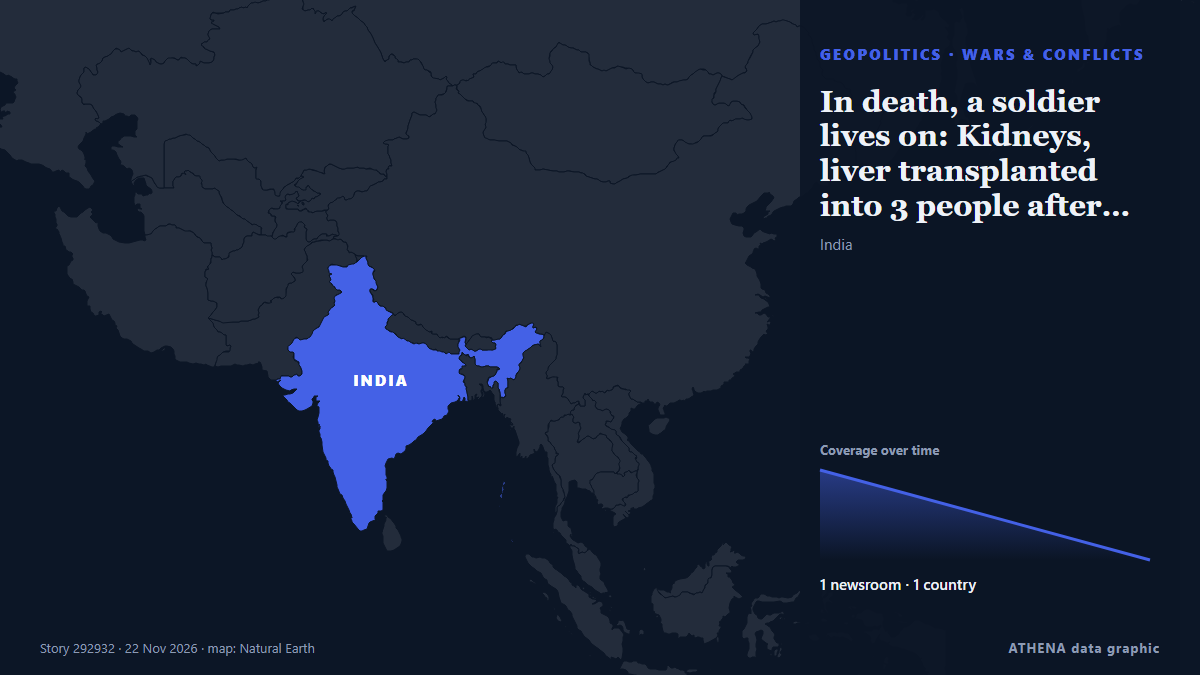 GEOPOLITICS · WARS & CONFLICTS
In death, a soldier
lives on: Kidneys,
liver transplanted
into 3 people after...
India
INDIA
Coverage over time
1 newsroom · 1 country
Story 292932 · 22 Nov 2026 · map: Natural Earth
ATHENA data graphic